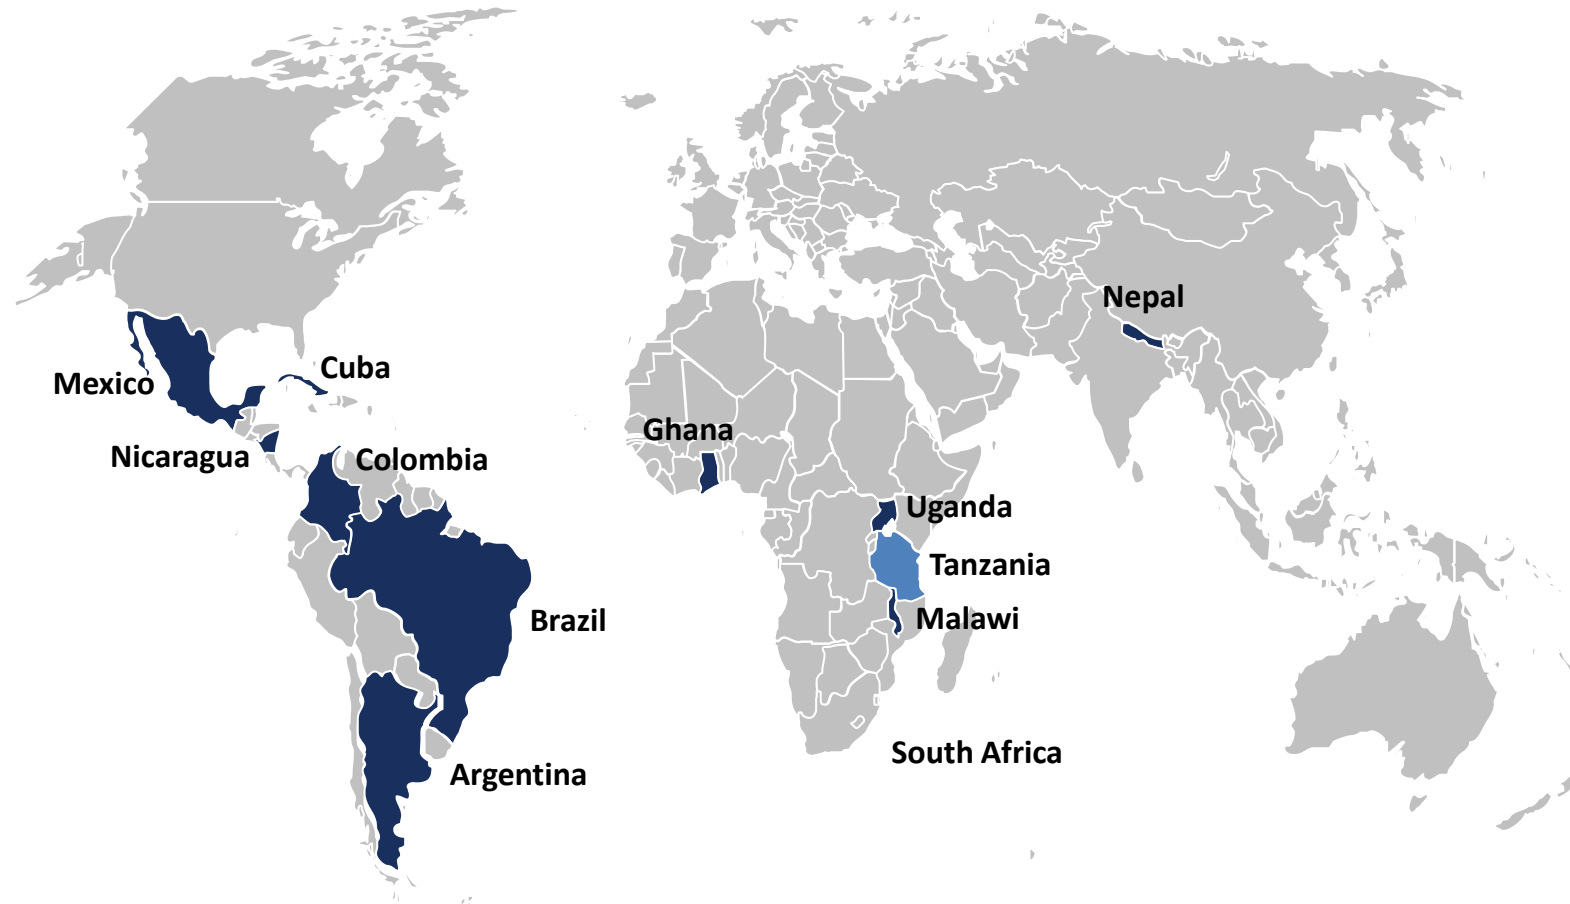 Nepal
Cuba
Mexico
Ghana
Nicaragua
Colombia
Uganda
Tanzania
Malawi
Brazil
South Africa
Argentina